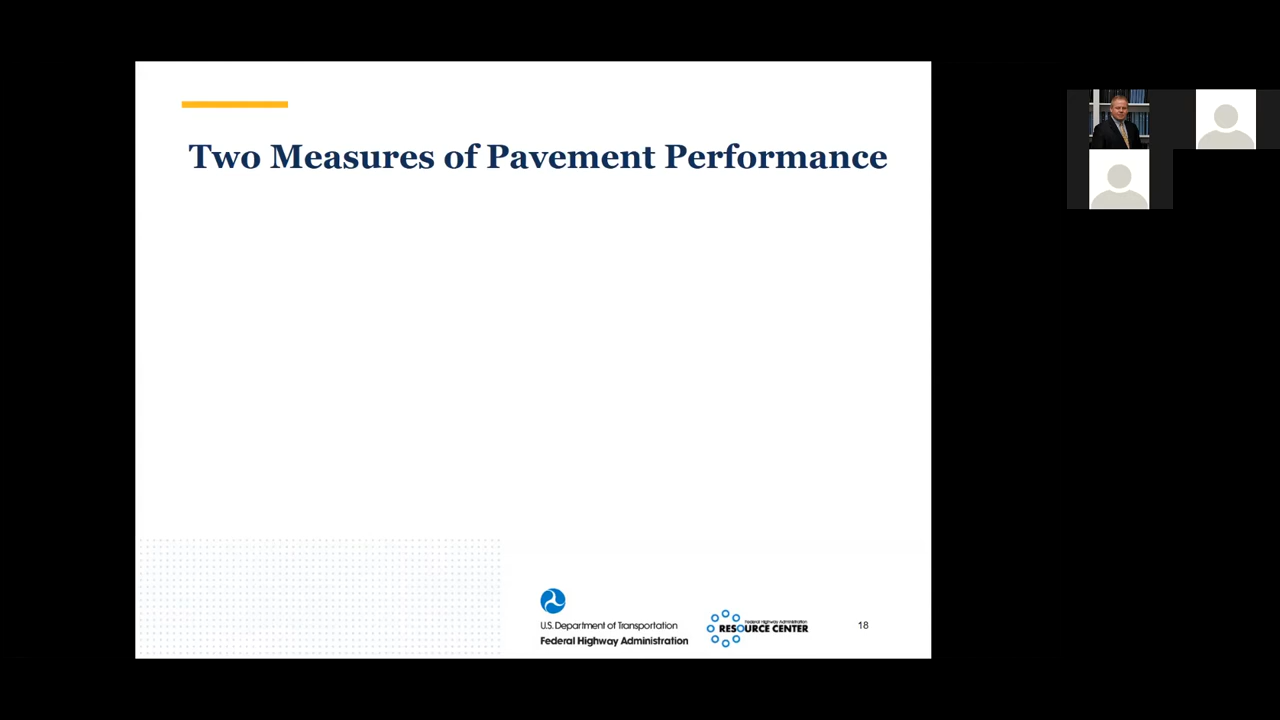 Two Measures of Pavement Performance
U.S. Department of Transportation
Federal Highway Administration
Federal Highway Administration
RESOURCE CENTER
18